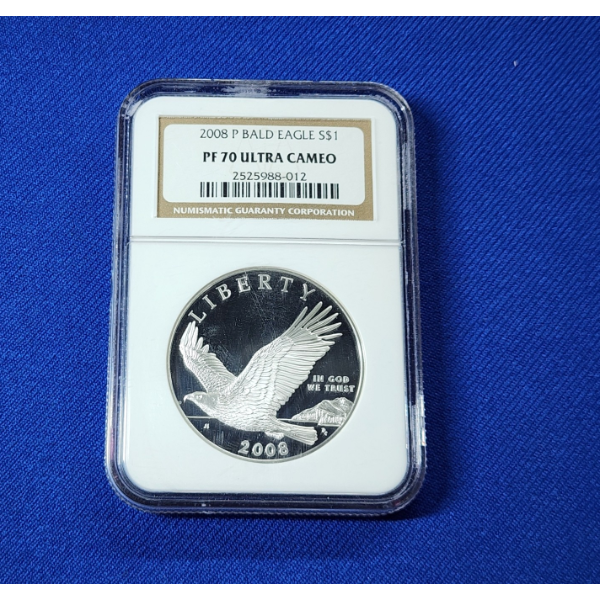 2008 P BALD EAGLE S$1
PF 70 ULTRA CAMEO
2525988-012
NUMISMATIC GUARANTY CORPORATION
LIBERTY
IN GOD
WE TRUST
2008